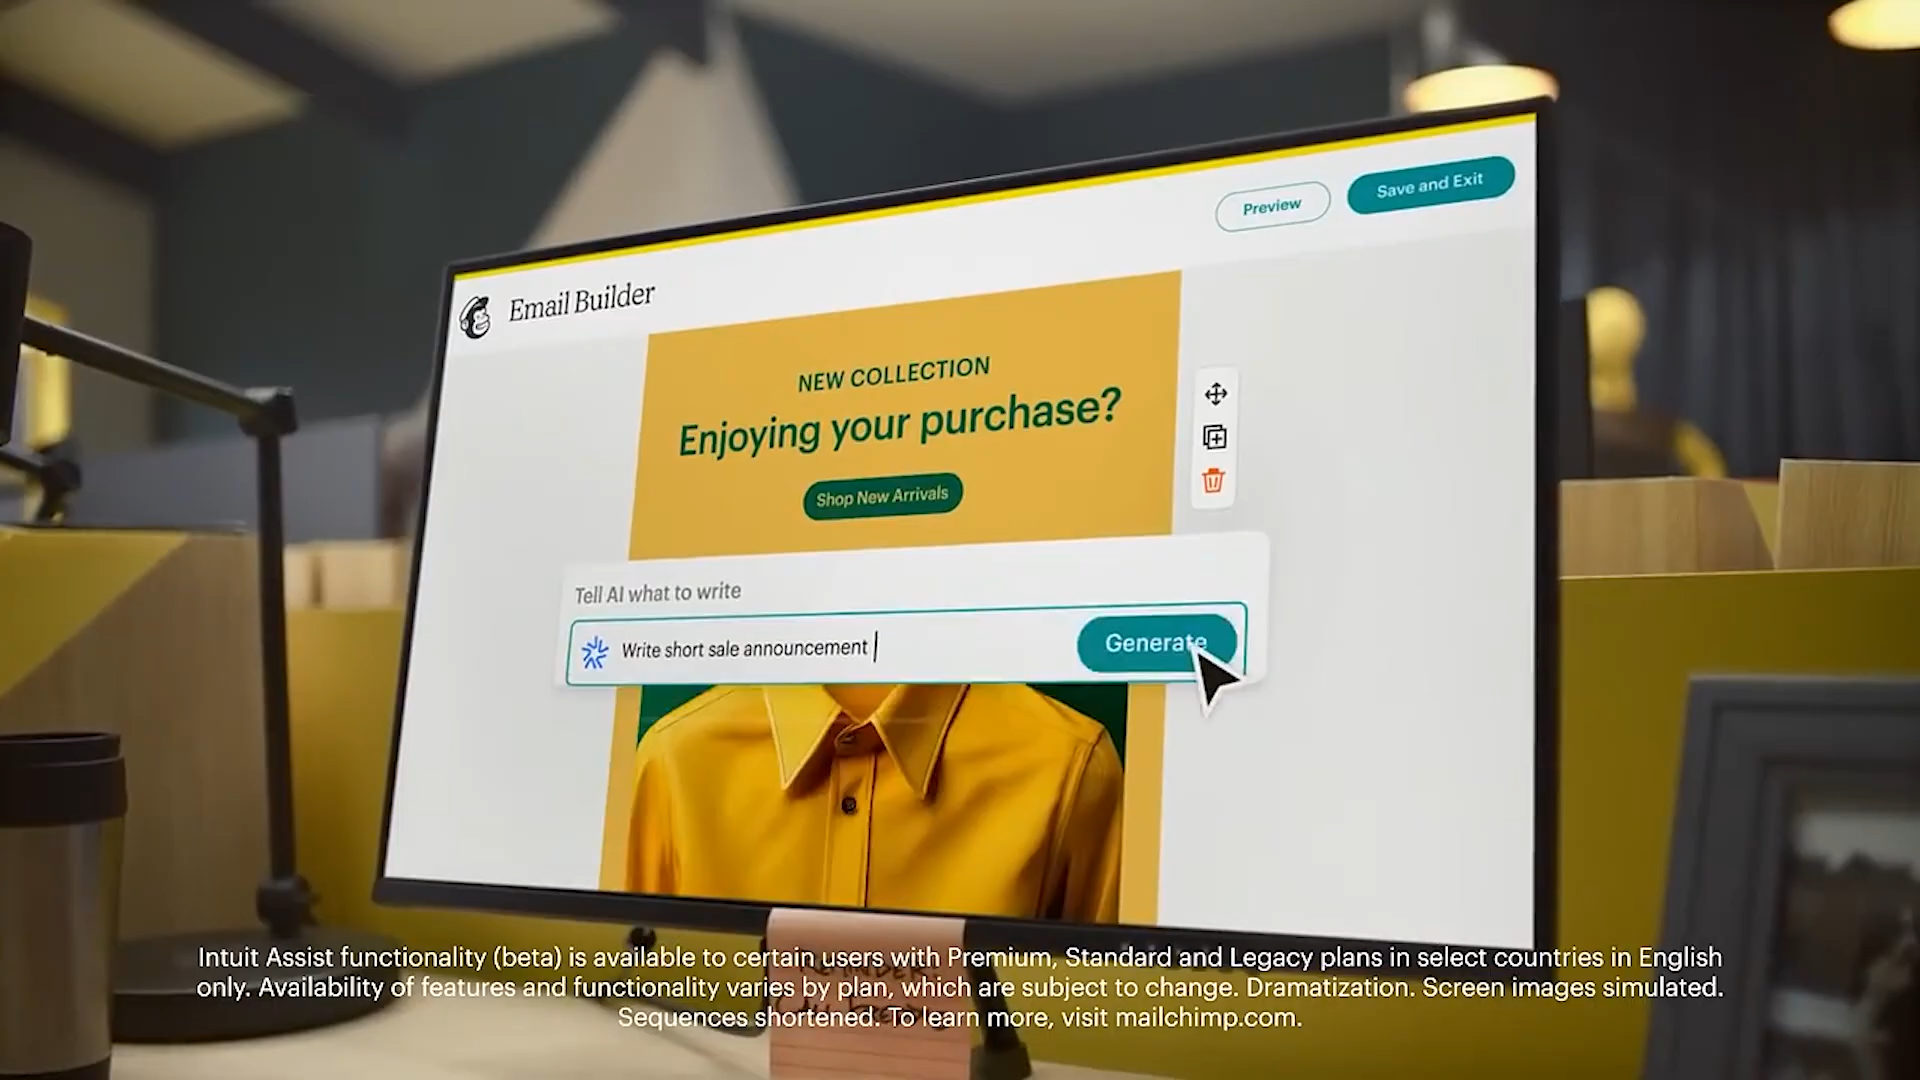 Preview
Save and Exit
Email Builder
NEW COLLECTION
Enjoying your purchase?
Shop New Arrivals
Tell AI what to write
Write short sale announcement
Generate
Intuit Assist functionality (beta) is available to certain users with Premium, Standard and Legacy plans in select countries in English
only. Availability of features and functionality varies by plan, which are subject to change. Dramatization. Screen images simulated.
Sequences shortened. To learn more, visit mailchimp.com.